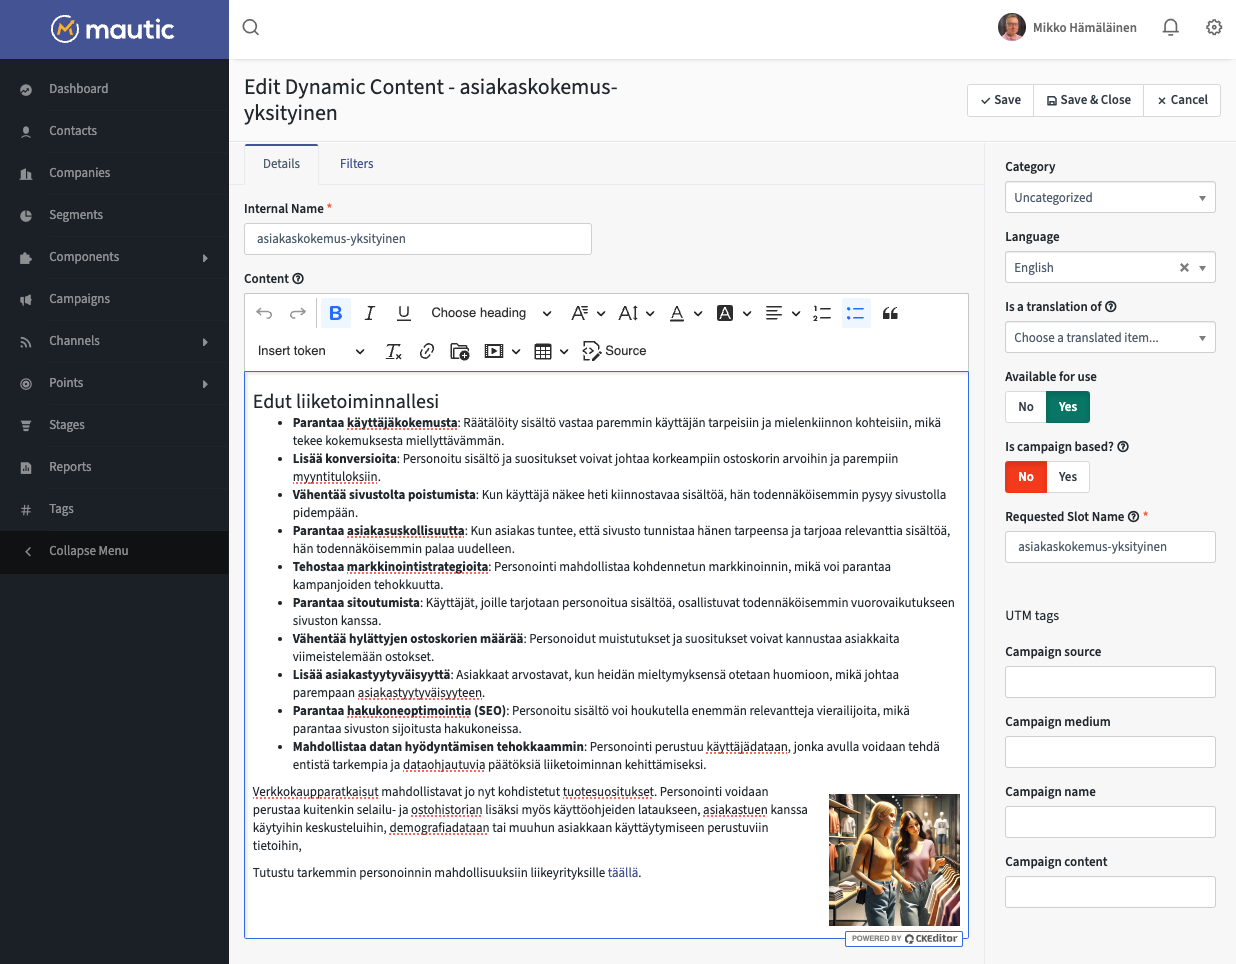 mautic
Mikko Hämäläinen
Dashboard
Contacts
Companies
Segments
Components
Campaigns
Channels
Points
Stages
Reports
Tags
Collapse Menu
Edit Dynamic Content - asiakaskokemus-
yksityinen
Save
Save & Close
Cancel
Details
Filters
Internal Name *
asiakaskokemus-yksityinen
Content
B I U Choose heading
Insert token
Source
Edut liiketoiminnallesi
• Parantaa käyttäjäkokemusta: Räätälöity sisältö vastaa paremmin käyttäjän tarpeisiin ja mielenkiinnon kohteisiin, mikä
tekee kokemuksesta miellyttävämmän.
• Lisää konversioita: Personoitu sisältö ja suositukset voivat johtaa korkeampiin ostoskorin arvoihin ja parempiin
myyntituloksiin.
• Vähentää sivustolta poistumista: Kun käyttäjä näkee heti kiinnostavaa sisältöä, hän todennäköisemmin pysyy sivustolla
pidempään.
• Parantaa asiakasuskollisuutta: Kun asiakas tuntee, että sivusto tunnistaa hänen tarpeensa ja tarjoaa relevanttia sisältöä,
hän todennäköisemmin palaa uudelleen.
• Tehostaa markkinointistrategioita: Personointi mahdollistaa kohdennetun markkinoinnin, mikä voi parantaa
kampanjoiden tehokkuutta.
• Parantaa sitoutumista: Käyttäjät, joille tarjotaan personoitua sisältöä, osallistuvat todennäköisemmin vuorovaikutukseen
sivuston kanssa.
• Vähentää hylättyjen ostoskorien määrää: Personoidut muistutukset ja suositukset voivat kannustaa asiakkaita
viimeistelemään ostokset.
• Lisää asiakastyytyväisyyttä: Asiakkaat arvostavat, kun heidän mieltymyksensä otetaan huomioon, mikä johtaa
parempaan asiakastyytyväisyyteen.
• Parantaa hakukoneoptimointia (SEO): Personoitu sisältö voi houkutella enemmän relevantteja vierailijoita, mikä
parantaa sivuston sijoitusta hakukoneissa.
• Mahdollistaa datan hyödyntämisen tehokkaammin: Personointi perustuu käyttäjädataan, jonka avulla voidaan tehdä
entistä tarkempia ja dataohjautuvia päätöksiä liiketoiminnan kehittämiseksi.
Verkkokaupparatkaisut mahdollistavat jo nyt kohdistetut tuotesuositukset. Personointi voidaan
perustaa kuitenkin selailu- ja ostohistorian lisäksi myös käyttöohjeiden lataukseen, asiakastuen kanssa
käytyihin keskusteluihin, demografiadataan tai muuhun asiakkaan käyttäytymiseen perustuviin
tietoihin,
Tutustu tarkemmin personoinnin mahdollisuuksiin liikeyrityksille täällä.
POWERED BY CKEditor
Category
Uncategorized
Language
English
Is a translation of
Choose a translated item...
Available for use
No Yes
Is campaign based?
No Yes
Requested Slot Name *
asiakaskokemus-yksityinen
UTM tags
Campaign source
Campaign medium
Campaign name
Campaign content